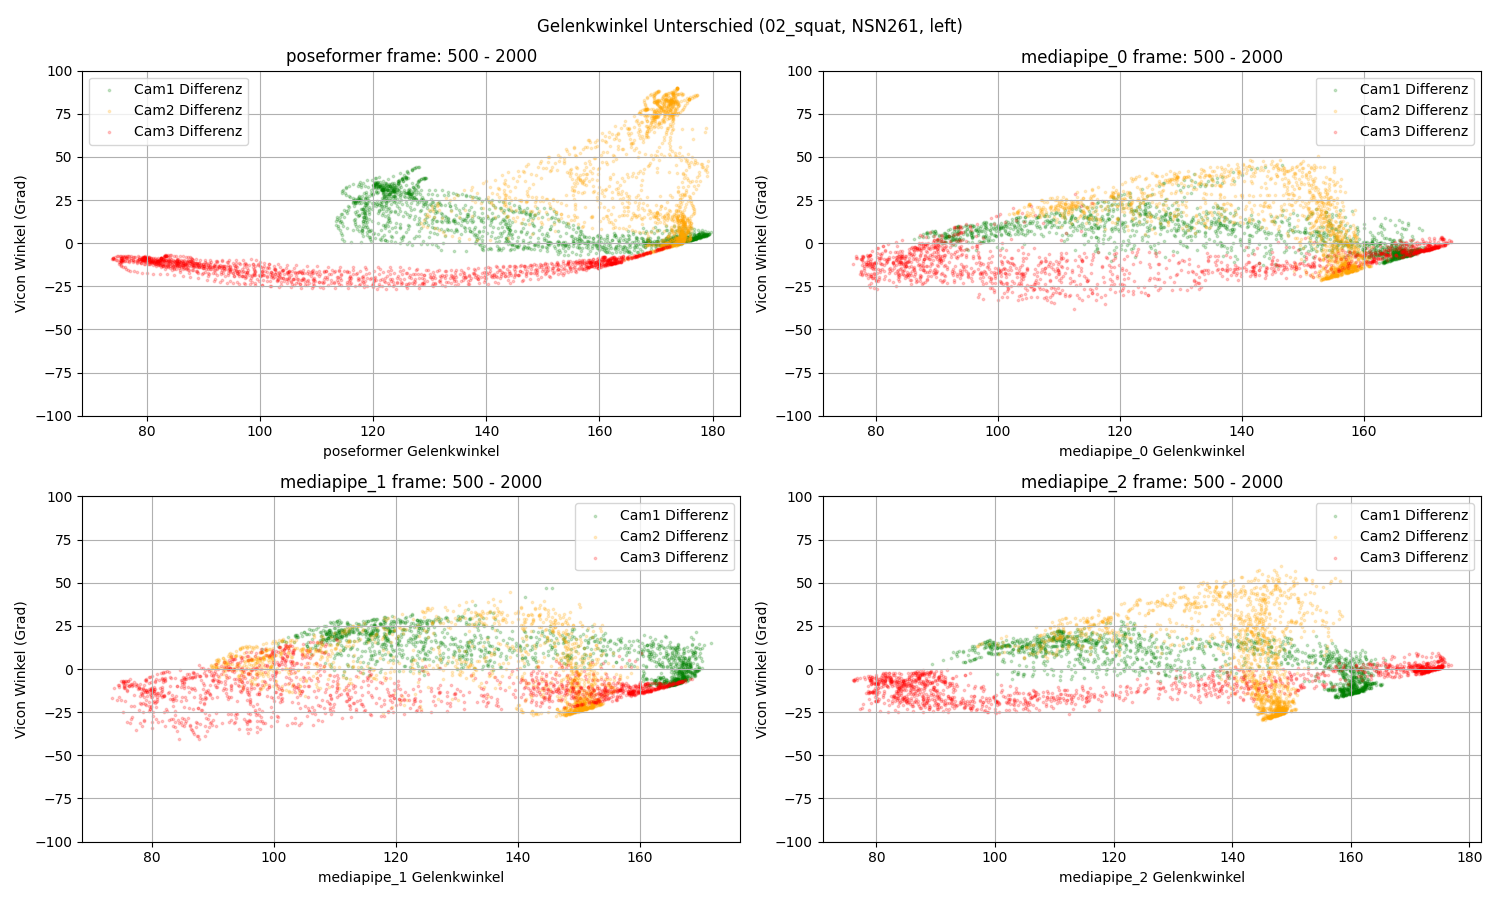 Gelenkwinkel Unterschied (02_squat, NSN261, left)
poseformer frame: 500 - 2000
100
75
50
25
0
−25
−50
−75
−100
Vicon Winkel (Grad)
Cam1 Differenz
Cam2 Differenz
Cam3 Differenz
80 100 120 140 160 180
poseformer Gelenkwinkel
mediapipe_0 frame: 500 - 2000
100
75
50
25
0
−25
−50
−75
−100
Vicon Winkel (Grad)
Cam1 Differenz
Cam2 Differenz
Cam3 Differenz
80 100 120 140 160
mediapipe_0 Gelenkwinkel
mediapipe_1 frame: 500 - 2000
100
75
50
25
0
−25
−50
−75
−100
Vicon Winkel (Grad)
Cam1 Differenz
Cam2 Differenz
Cam3 Differenz
80 100 120 140 160
mediapipe_1 Gelenkwinkel
mediapipe_2 frame: 500 - 2000
100
75
50
25
0
−25
−50
−75
−100
Vicon Winkel (Grad)
Cam1 Differenz
Cam2 Differenz
Cam3 Differenz
80 100 120 140 160 180
mediapipe_2 Gelenkwinkel